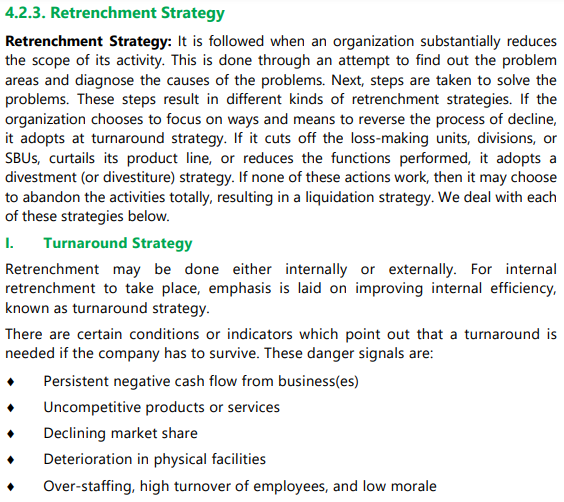 4.2.3. Retrenchment Strategy
Retrenchment Strategy: It is followed when an organization substantially reduces
the scope of its activity. This is done through an attempt to find out the problem
areas and diagnose the causes of the problems. Next, steps are taken to solve the
problems. These steps result in different kinds of retrenchment strategies. If the
organization chooses to focus on ways and means to reverse the process of decline,
it adopts at turnaround strategy. If it cuts off the loss-making units, divisions, or
SBUs, curtails its product line, or reduces the functions performed, it adopts a
divestment (or divestiture) strategy. If none of these actions work, then it may choose
to abandon the activities totally, resulting in a liquidation strategy. We deal with each
of these strategies below.
I. Turnaround Strategy
Retrenchment may be done either internally or externally. For internal
retrenchment to take place, emphasis is laid on improving internal efficiency,
known as turnaround strategy.
There are certain conditions or indicators which point out that a turnaround is
needed if the company has to survive. These danger signals are:
♦ Persistent negative cash flow from business(es)
♦ Uncompetitive products or services
♦ Declining market share
♦ Deterioration in physical facilities
♦ Over-staffing, high turnover of employees, and low morale